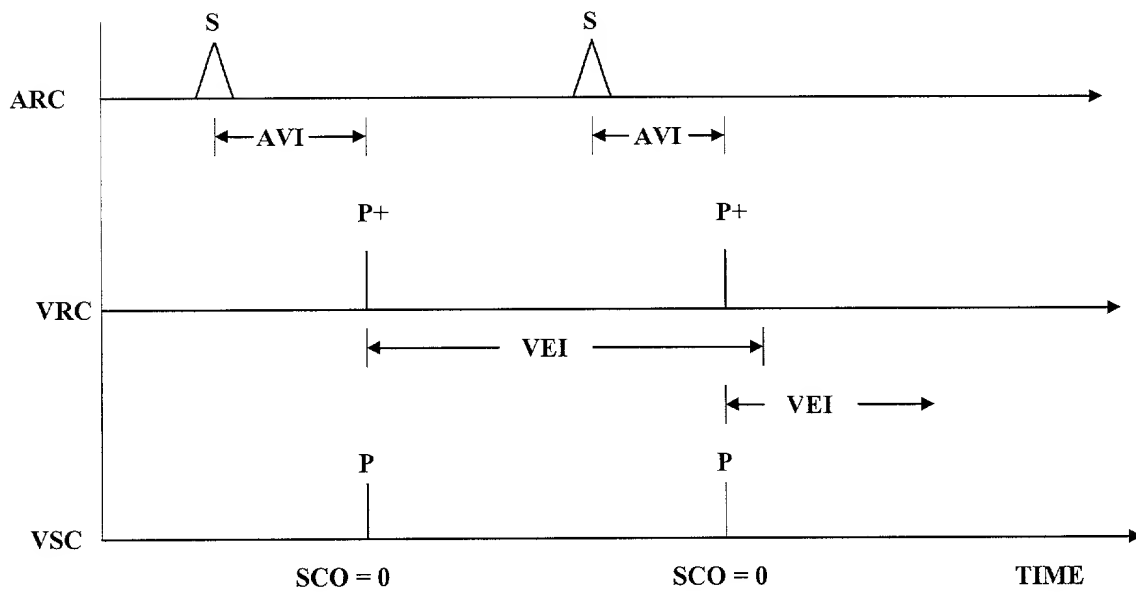 S S
ARC
AVI AVI
P+ P+
VRC
VEI
VEI
P P
VSC
SCO = 0 SCO = 0 TIME